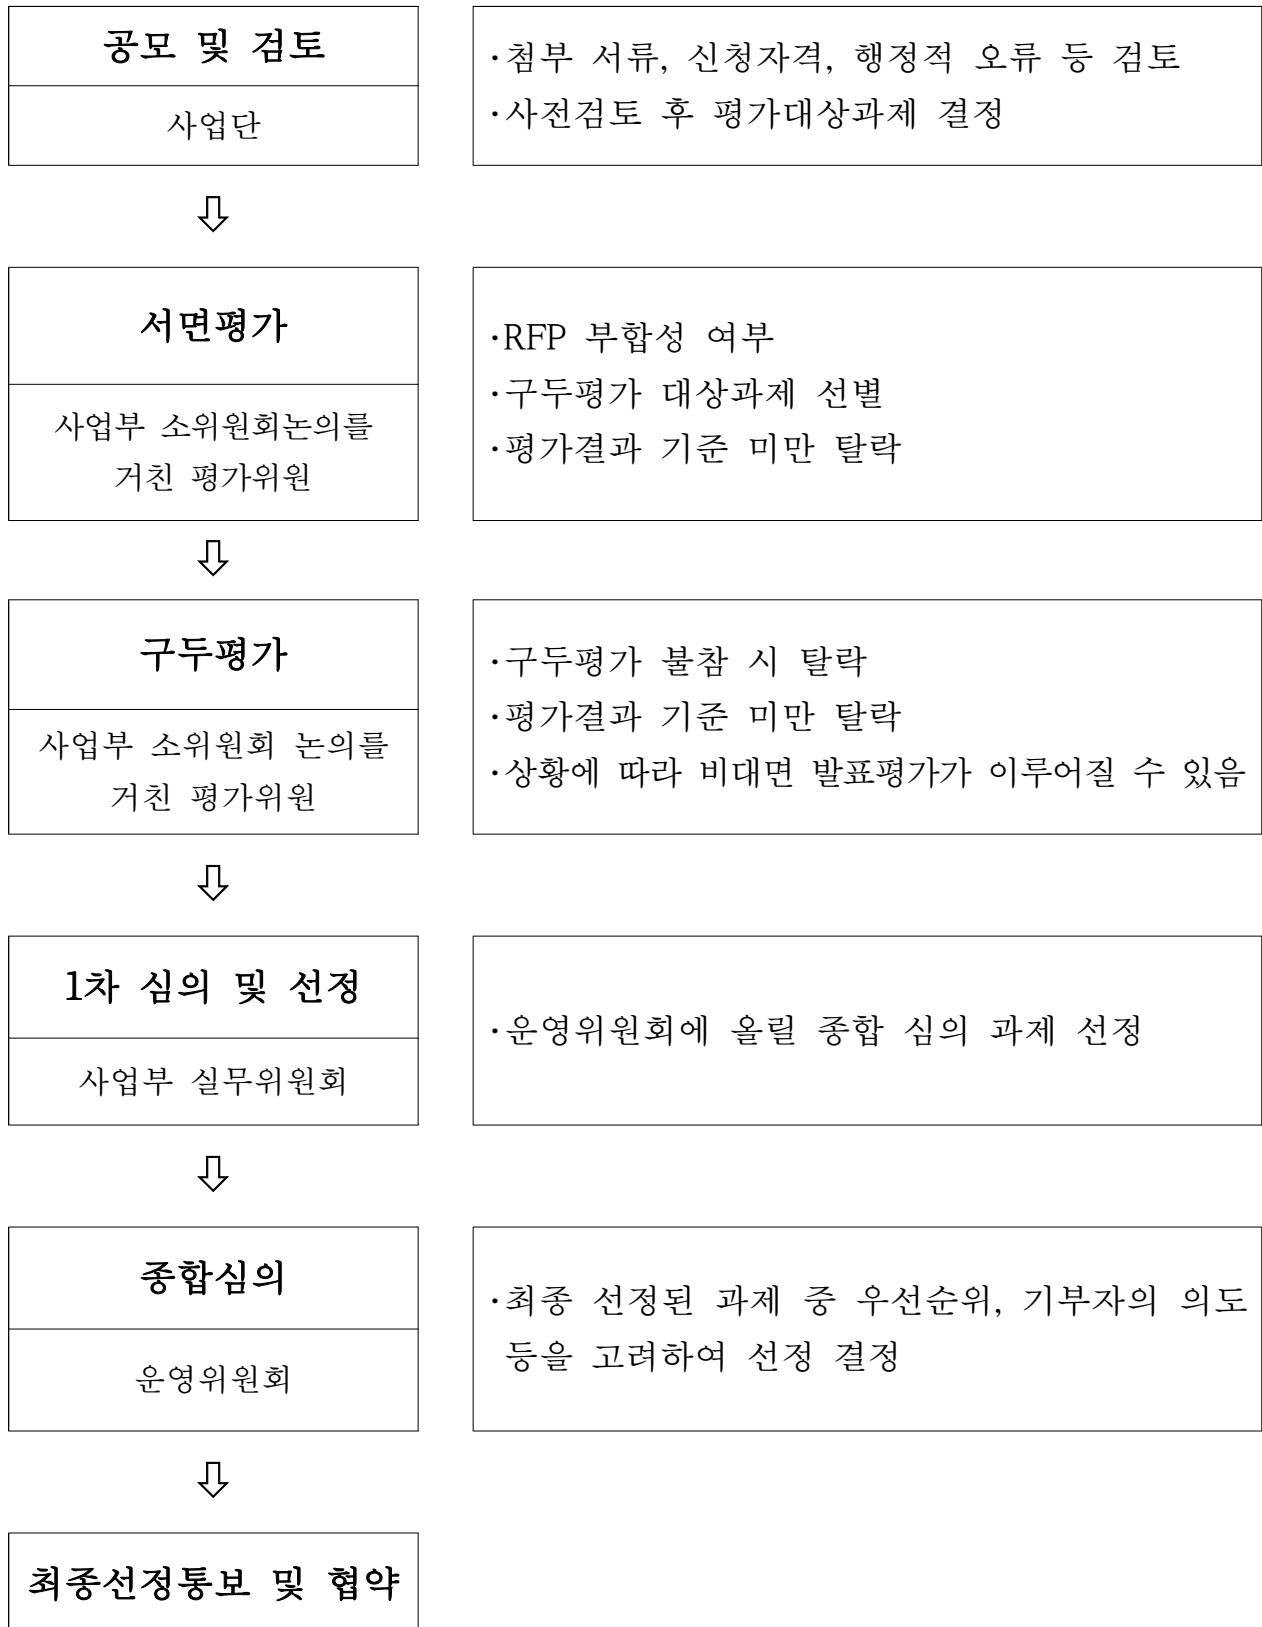 공모 및 검토
사업단
·첨부 서류, 신청자격, 행정적 오류 등 검토
·사전검토 후 평가대상과제 결정
⇩
서면평가
사업부 소위원회논의를
거친 평가위원
·RFP 부합성 여부
·구두평가 대상과제 선별
·평가결과 기준 미만 탈락
⇩
구두평가
사업부 소위원회 논의를
거친 평가위원
·구두평가 불참 시 탈락
·평가결과 기준 미만 탈락
·상황에 따라 비대면 발표평가가 이루어질 수 있음
⇩
1차 심의 및 선정
사업부 실무위원회
·운영위원회에 올릴 종합 심의 과제 선정
⇩
종합심의
운영위원회
·최종 선정된 과제 중 우선순위, 기부자의 의도
등을 고려하여 선정 결정
⇩
최종선정통보 및 협약